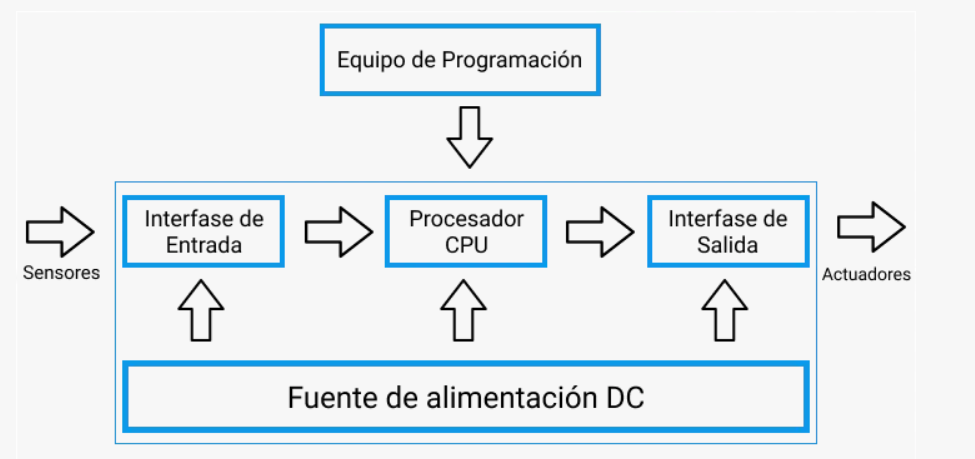 Equipo de Programación
Interfase de
Entrada
Procesador
CPU
Interfase de
Salida
Sensores
Actuadores
Fuente de alimentación DC